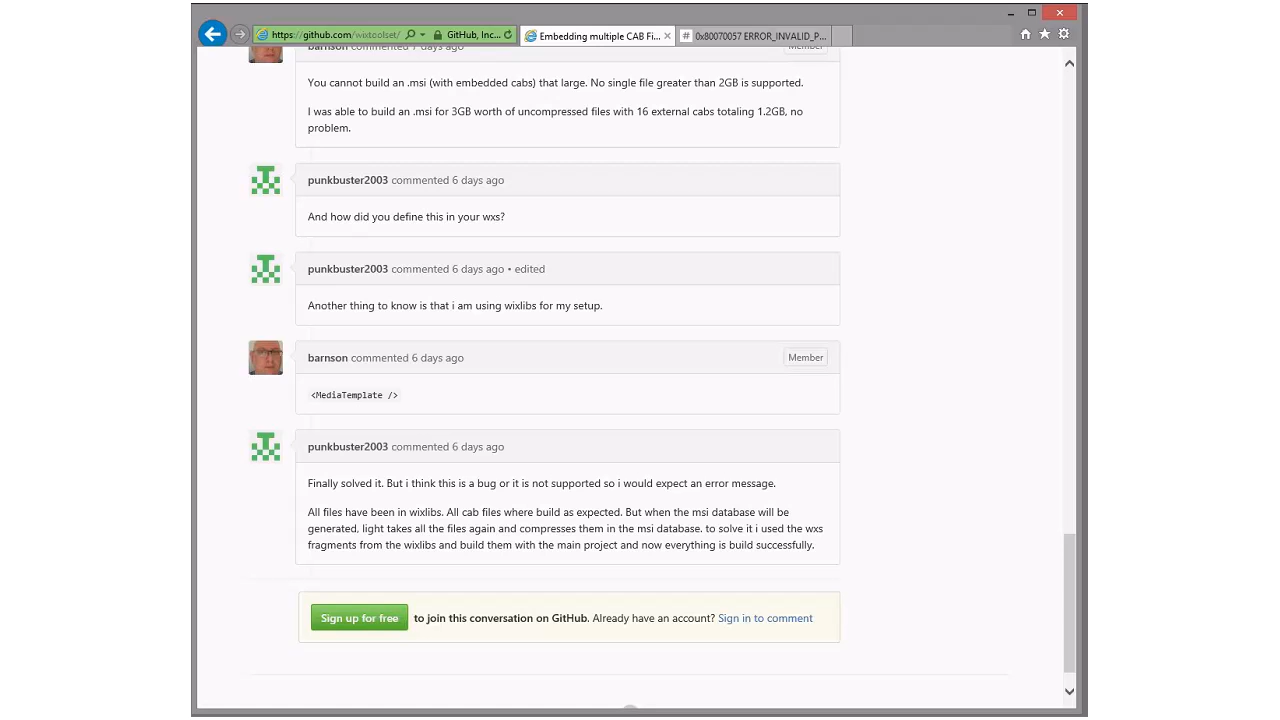 https://github.com/wixtoolset/
GitHub, Inc...
Embedding multiple CAB Fi...
0x80070057 ERROR_INVALID_P...
barnson commented 7 days ago
Member
You cannot build an .msi (with embedded cabs) that large. No single file greater than 2GB is supported.
I was able to build an .msi for 3GB worth of uncompressed files with 16 external cabs totaling 1.2GB, no
problem.
punkbuster2003 commented 6 days ago
And how did you define this in your wxs?
punkbuster2003 commented 6 days ago • edited
Another thing to know is that i am using wixlibs for my setup.
barnson commented 6 days ago
Member
<MediaTemplate />
punkbuster2003 commented 6 days ago
Finally solved it. But i think this is a bug or it is not supported so i would expect an error message.
All files have been in wixlibs. All cab files where build as expected. But when the msi database will be
generated, light takes all the files again and compresses them in the msi database. to solve it i used the wxs
fragments from the wixlibs and build them with the main project and now everything is build successfully.
Sign up for free to join this conversation on GitHub. Already have an account? Sign in to comment